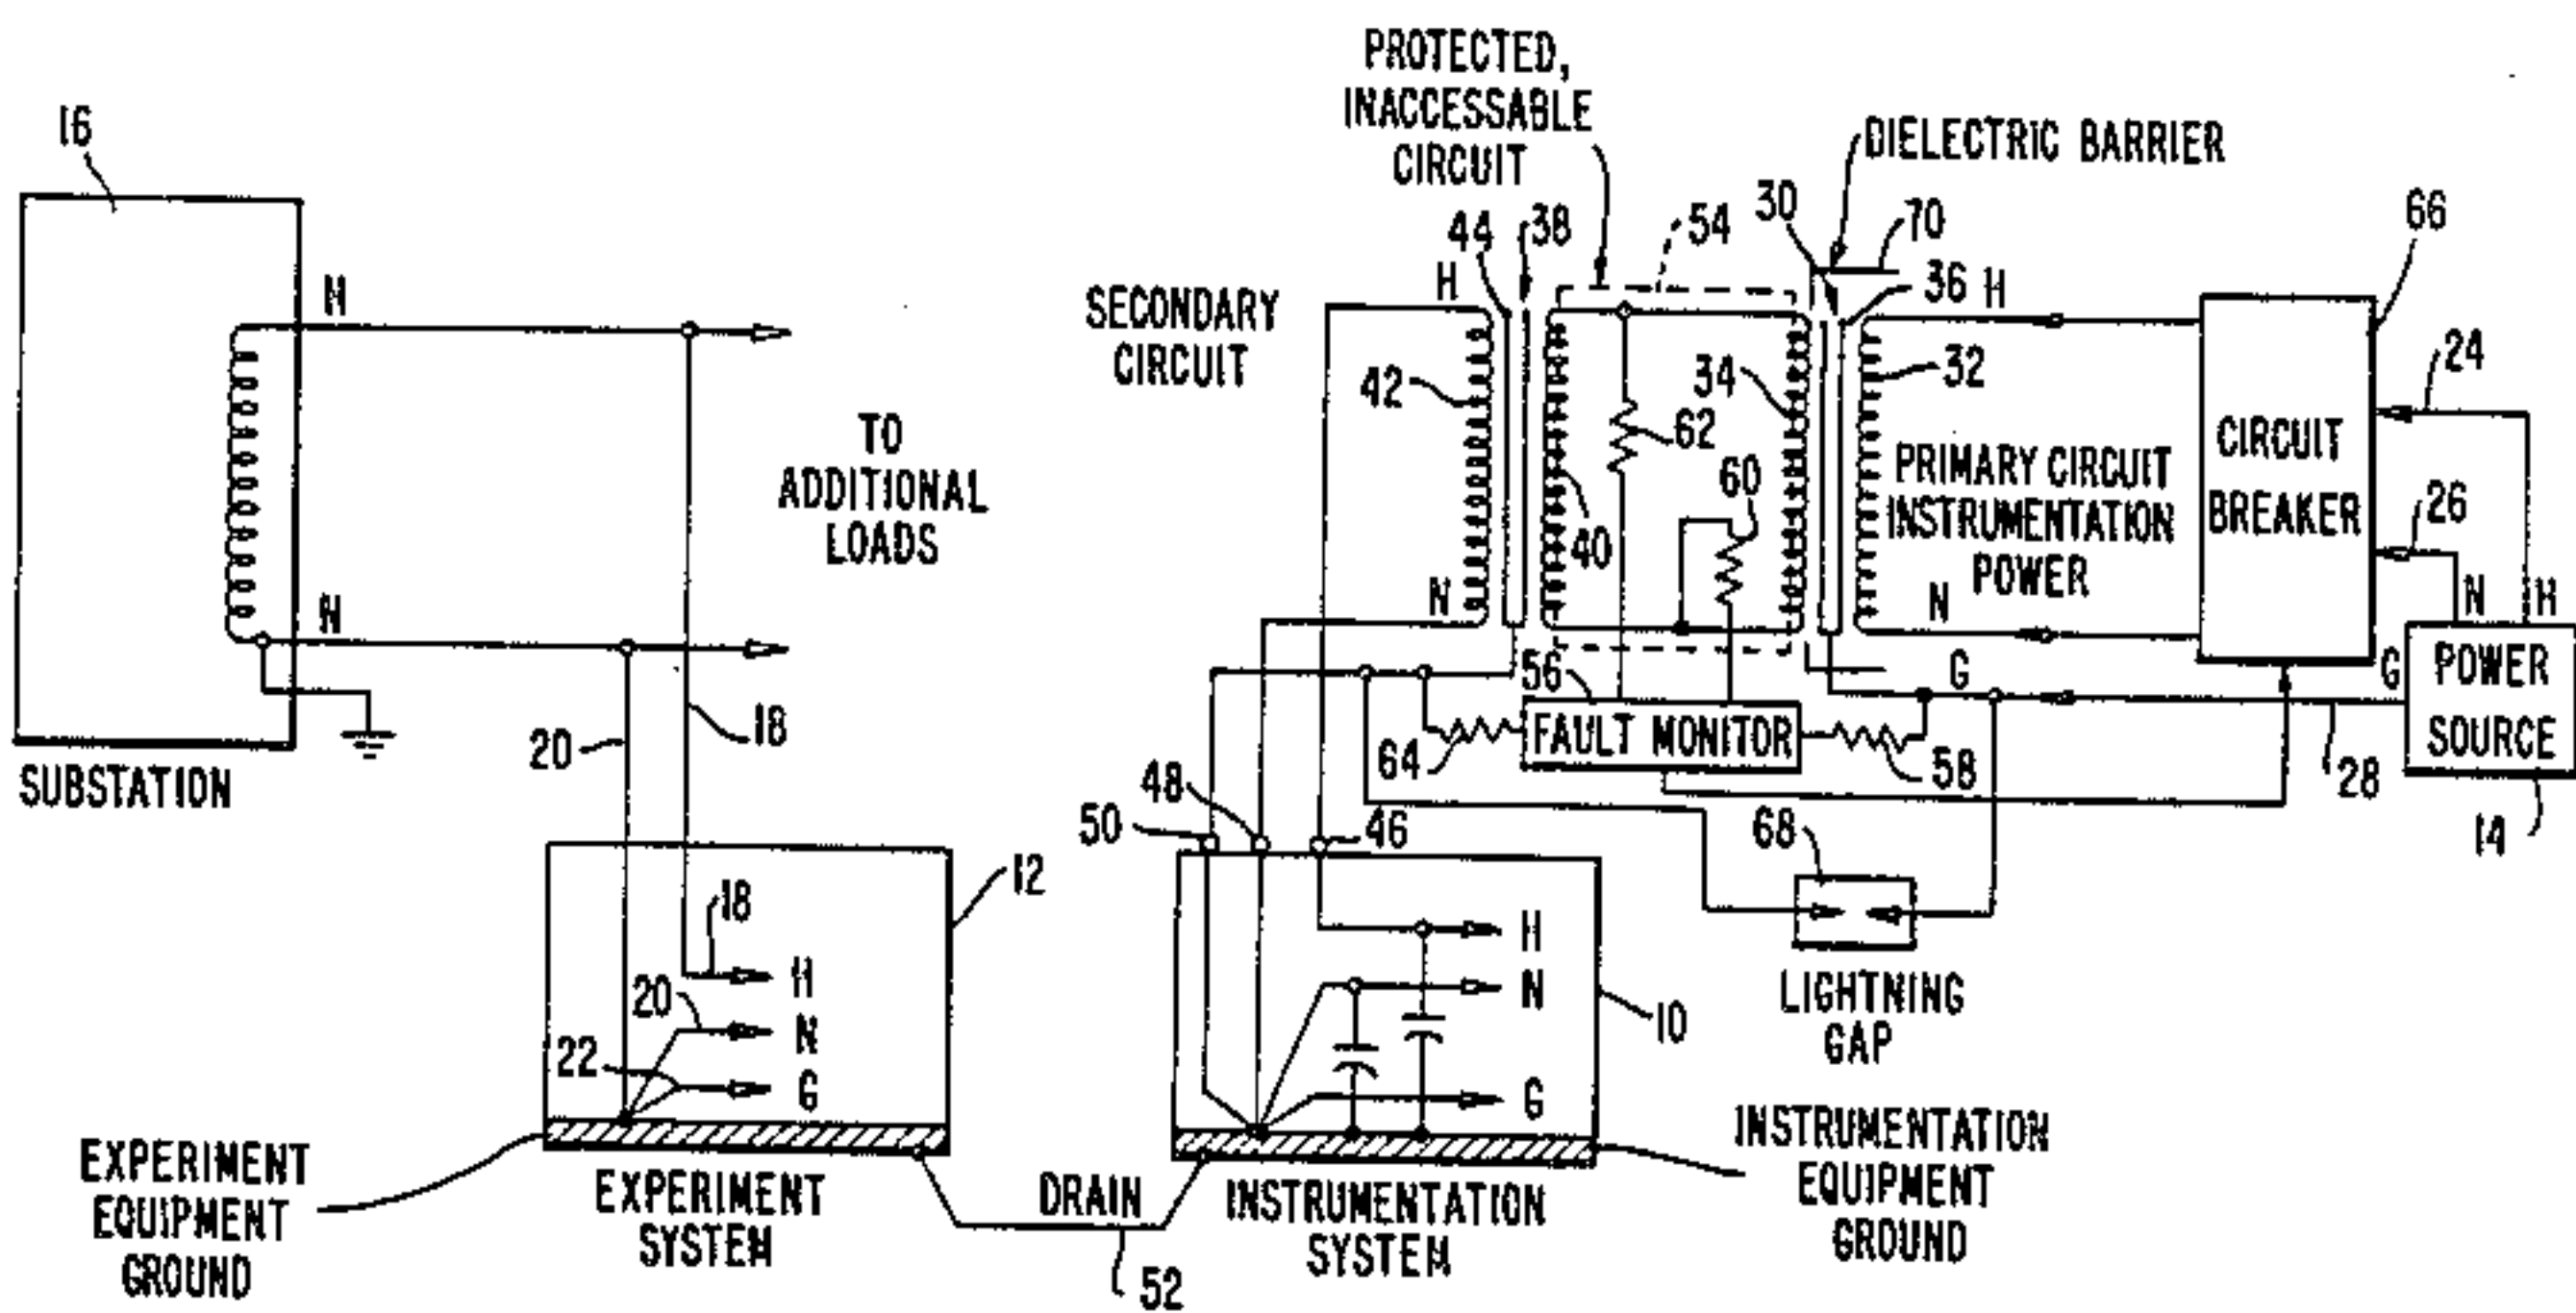 16
SUBSTATION
H
N
TO
ADDITIONAL
LOADS
20
18
12
18
H
20
N
22
G
EXPERIMENT
EQUIPMENT
GROUND
EXPERIMENT
SYSTEM
DRAIN
52
INSTRUMENTATION
SYSTEM
INSTRUMENTATION
EQUIPMENT
GROUND
10
H
N
G
50
48
46
SECONDARY
CIRCUIT
H
N
42
44
38
PROTECTED,
INACCESSABLE
CIRCUIT
54
40
62
60
34
30
DIELECTRIC BARRIER
70
36
H
32
PRIMARY CIRCUIT
INSTRUMENTATION
POWER
N
G
56
FAULT MONITOR
64
58
68
LIGHTNING
GAP
66
CIRCUIT
BREAKER
24
26
N
H
G
POWER
SOURCE
28
14